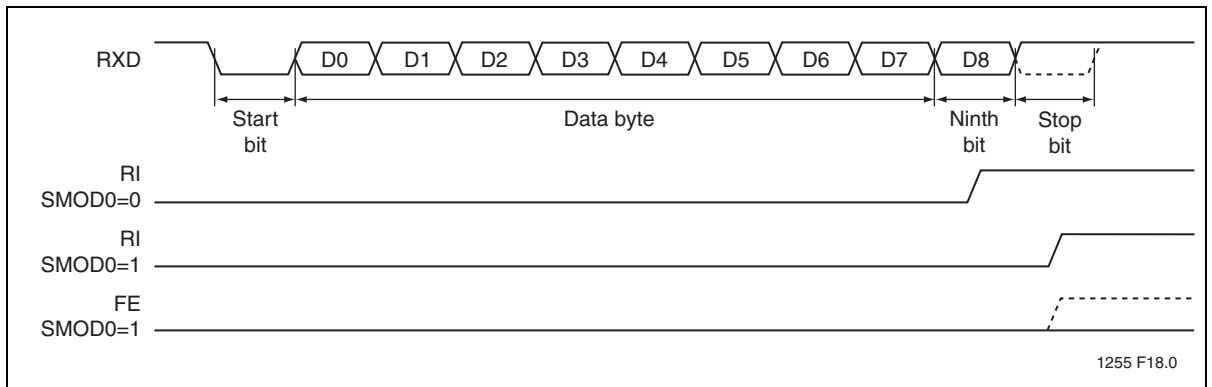 RXD D0 D1 D2 D3 D4 D5 D6 D7 D8
Start bit
Data byte
Ninth bit
Stop bit
RI
SMOD0=0
RI
SMOD0=1
FE
SMOD0=1
1255 F18.0